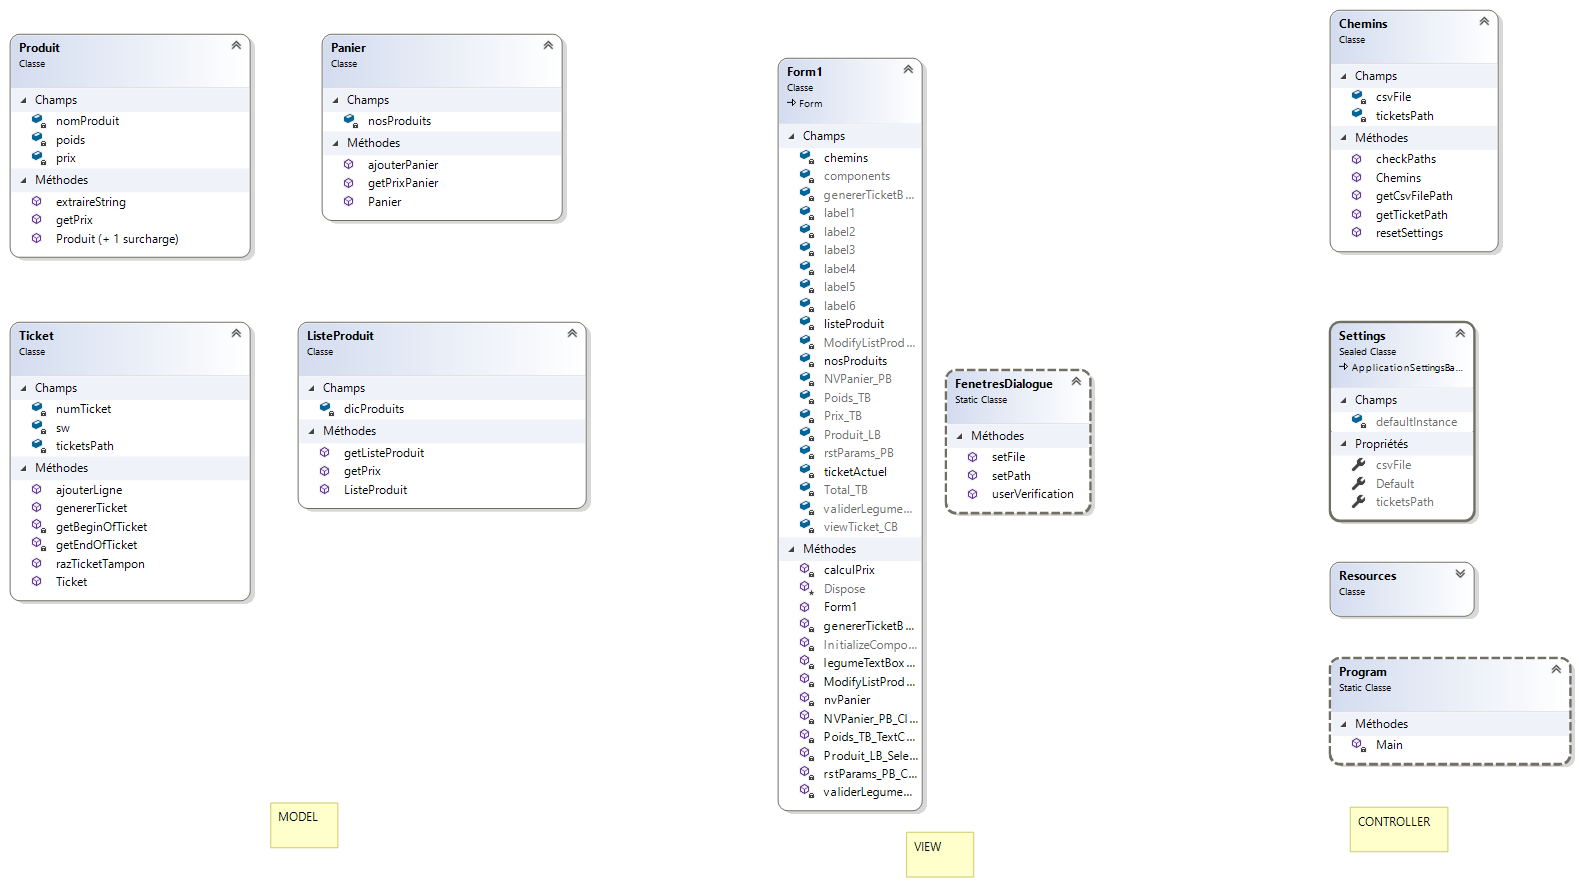 Produit
Classe
Champs
nomProduit
poids
prix
Méthodes
extraireString
getPrix
Produit (+ 1 surcharge)
Panier
Classe
Champs
nosProduits
Méthodes
ajouterPanier
getPrixPanier
Panier
Ticket
Classe
Champs
numTicket
sw
ticketsPath
Méthodes
ajouterLigne
genererTicket
getBeginOfTicket
getEndOfTicket
razTicketTampon
Ticket
ListeProduit
Classe
Champs
dicProduits
Méthodes
getListeProduit
getPrix
ListeProduit
MODEL
Form1
Classe
Form
Champs
chemins
components
genererTicketB...
label1
label2
label3
label4
label5
label6
listeProduit
ModifyListProd...
nosProduits
NVPanier_PB
Poids_TB
Prix_TB
Produit_LB
rstParams_PB
ticketActuel
Total_TB
validerLegume...
viewTicket_CB
Méthodes
calculPrix
Dispose
Form1
genererTicketB...
InitializeCompo...
legumeTextBox...
ModifyListProd...
nvPanier
NVPanier_PB_Cl...
Poids_TB_TextC...
Produit_LB_Sele...
rstParams_PB_C...
validerLegume...
FenetresDialogue
Static Classe
Méthodes
setFile
setPath
userVerification
VIEW
Chemins
Classe
Champs
csvFile
ticketsPath
Méthodes
checkPaths
Chemins
getCsvFilePath
getTicketPath
resetSettings
Settings
Sealed Classe
ApplicationSettingsBa...
Champs
defaultInstance
Propriétés
csvFile
Default
ticketsPath
Resources
Classe
Program
Static Classe
Méthodes
Main
CONTROLLER